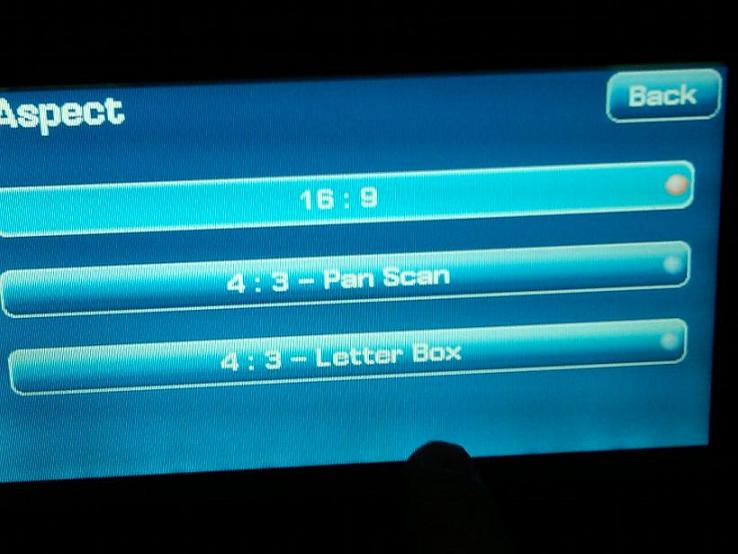 Aspect
Back
16 : 9
4 : 3 - Pan Scan
4 : 3 - Letter Box